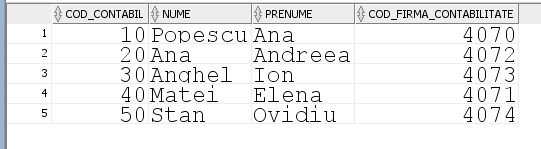 COD_CONTABIL NUME PRENUME COD_FIRMA_CONTABILITATE
1 10 Popescu Ana 4070
2 20 Ana Andreea 4072
3 30 Anghel Ion 4073
4 40 Matei Elena 4071
5 50 Stan Ovidiu 4074